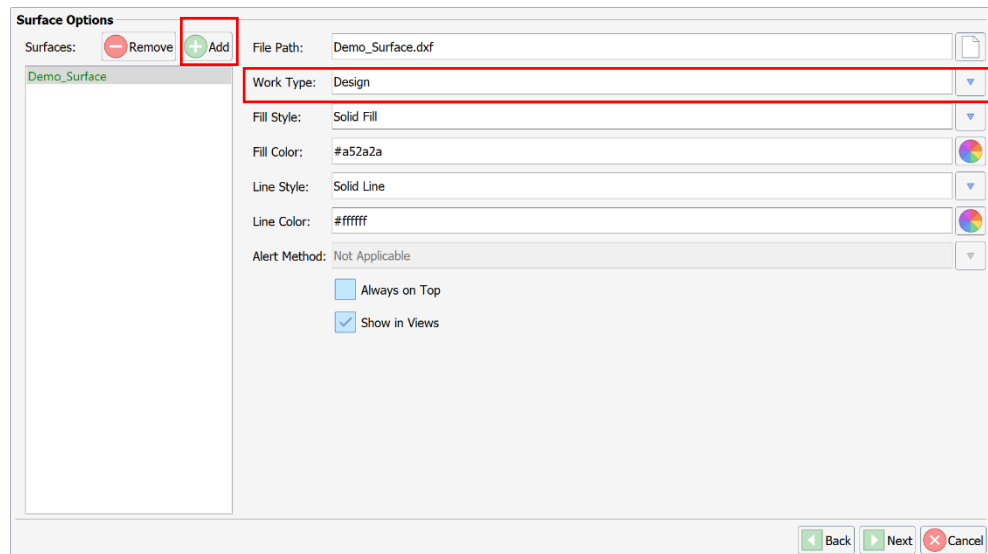 Surface Options
Surfaces: Remove Add File Path: Demo_Surface.dxf
Demo_Surface
Work Type: Design
Fill Style: Solid Fill
Fill Color: #a52a2a
Line Style: Solid Line
Line Color: #ffffff
Alert Method: Not Applicable
Always on Top
Show in Views
Back Next Cancel